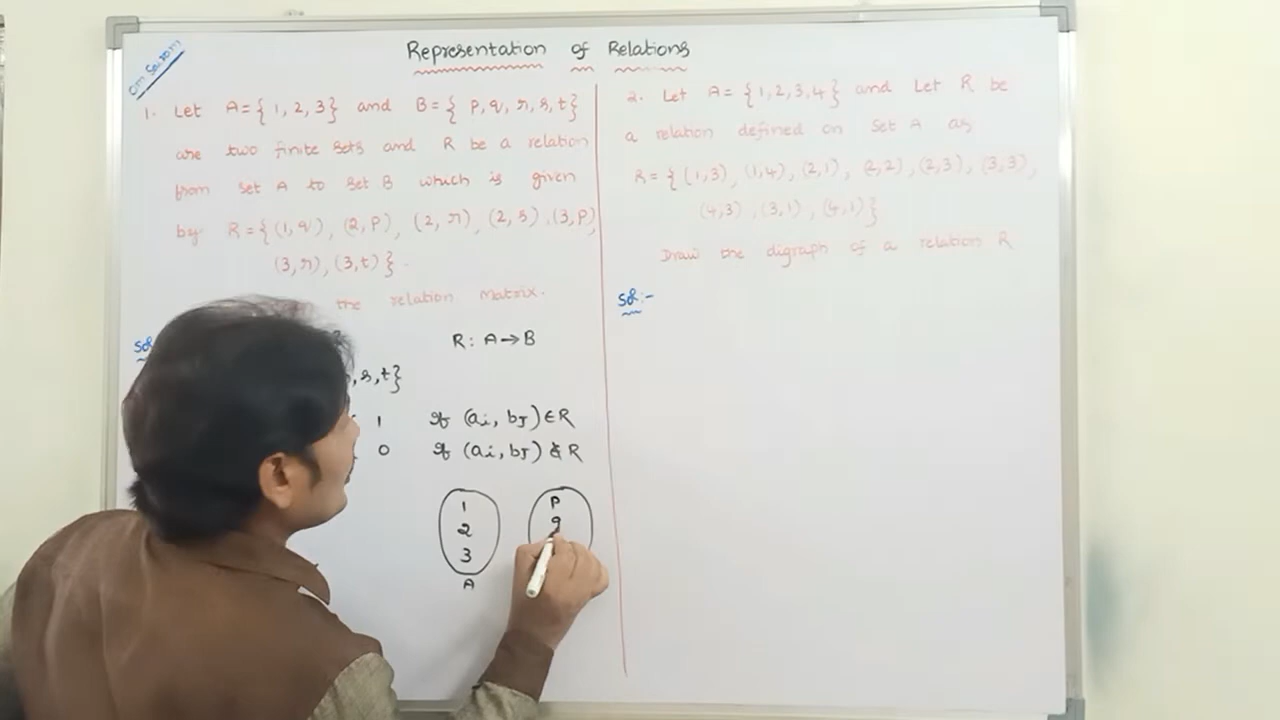 Om Sairam
Representation of Relations
1. Let A = { 1, 2, 3 } and B = { p, q, r, s, t }
are two finite sets and R be a relation
from set A to set B which is given
by R = { (1, q), (2, p), (2, r), (2, s), (3, p),
(3, r), (3, t) }.
the relation Matrix.
Sol
R : A → B
s, t }
1 if (ai, bj) ∈ R
0 if (ai, bj) ∉ R
1
2
3
A
p
q
2. Let A = { 1, 2, 3, 4 } and Let R be
a relation defined on set A as
R = { (1,3), (1,4), (2,1), (2,2), (2,3), (3,3),
(4,3), (3,1), (4,1) }
Draw the digraph of a relation R
Sol :-